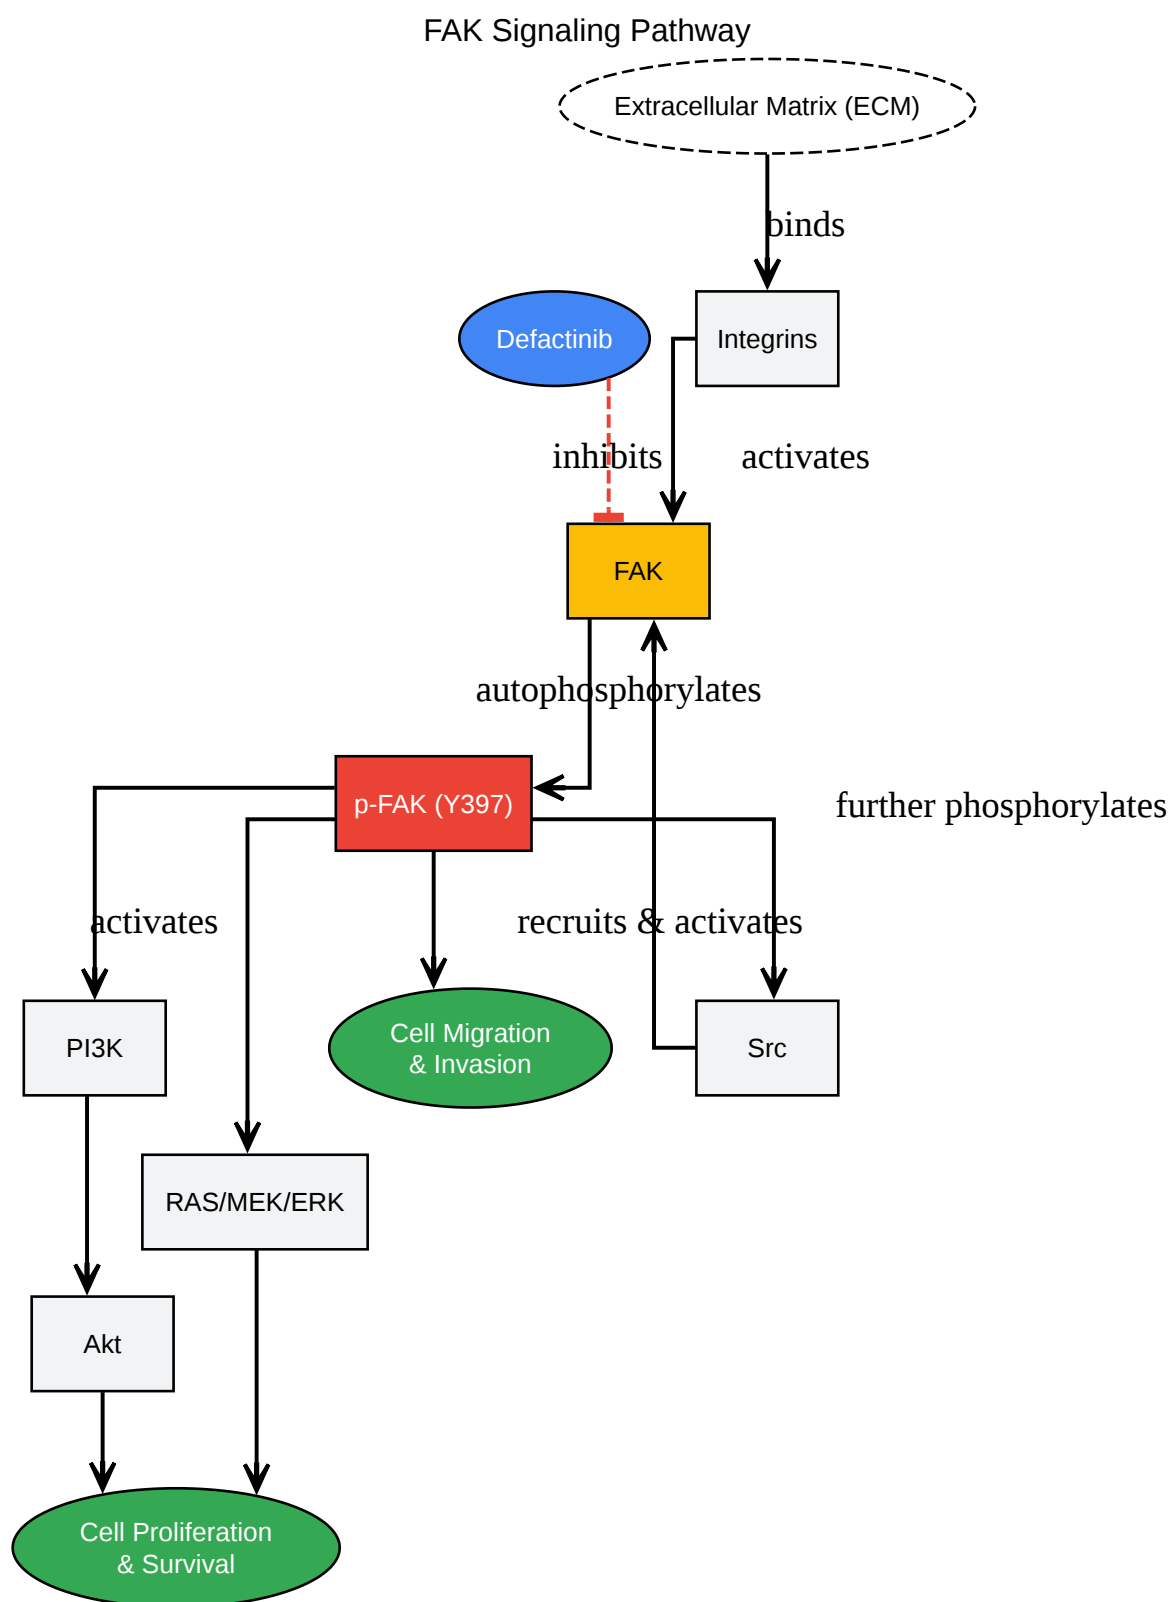 FAK Signaling Pathway
Extracellular Matrix (ECM)
binds
Defactinib
Integrins
inhibits
activates
FAK
autophosphorylates
p-FAK (Y397)
further phosphorylates
activates
recruits & activates
Cell Migration
& Invasion
PI3K
Src
RAS/MEK/ERK
Akt
Cell Proliferation
& Survival